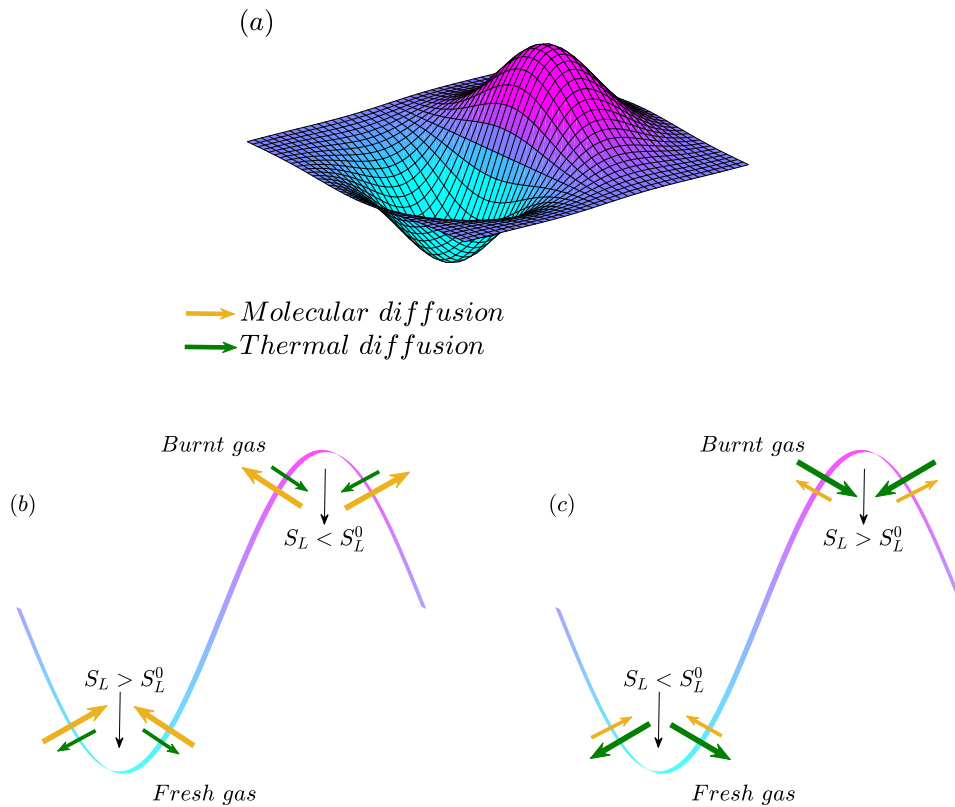 (a)
Molecular diffusion
Thermal diffusion
Burnt gas
(b)
S_L < S_L^0
S_L > S_L^0
Fresh gas
Burnt gas
(c)
S_L > S_L^0
S_L < S_L^0
Fresh gas